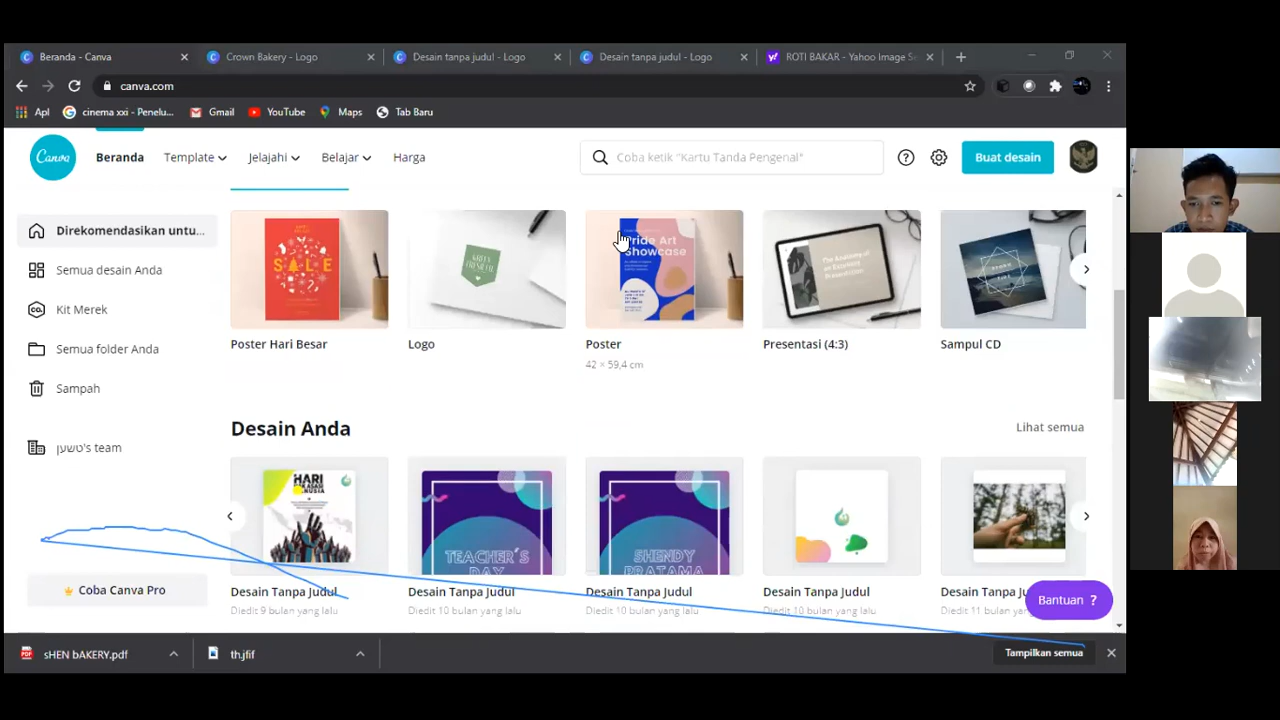 Beranda - Canva
Crown Bakery - Logo
Desain tanpa judul - Logo
Desain tanpa judul - Logo
ROTI BAKAR - Yahoo Image Se
canva.com
Apl
cinema xxi - Penelu...
Gmail
YouTube
Maps
Tab Baru
Canva
Beranda
Template
Jelajahi
Belajar
Harga
Coba ketik "Kartu Tanda Pengenal"
Buat desain
Direkomendasikan untu...
Semua desain Anda
Kit Merek
Semua folder Anda
Sampah
טשען's team
Coba Canva Pro
SALE
Pride Art
Showcase
Poster Hari Besar
Logo
Poster
Presentasi (4:3)
Sampul CD
42 × 59,4 cm
Desain Anda
Lihat semua
HARI
TEACHER'S
DAY
SHENDY
PRATAMA
Desain Tanpa Judul
Desain Tanpa Judul
Desain Tanpa Judul
Desain Tanpa Judul
Desain Tanpa Ju
Diedit 9 bulan yang lalu
Diedit 10 bulan yang lalu
Diedit 10 bulan yang lalu
Diedit 10 bulan yang lalu
Diedit 11 bulan yang lalu
Bantuan ?
sHEN bAKERY.pdf
th.jfif
Tampilkan semua